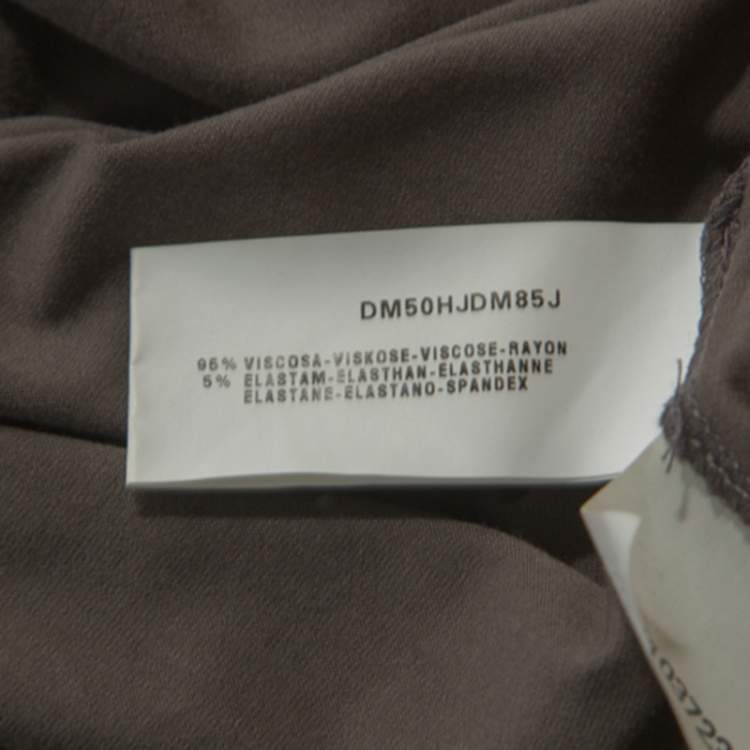 DM50HJDM85J
95% VISCOSA-VISKOSE-VISCOSE-RAYON
5% ELASTAM-ELASTHAN-ELASTHANNE
ELASTANE-ELASTANO-SPANDEX